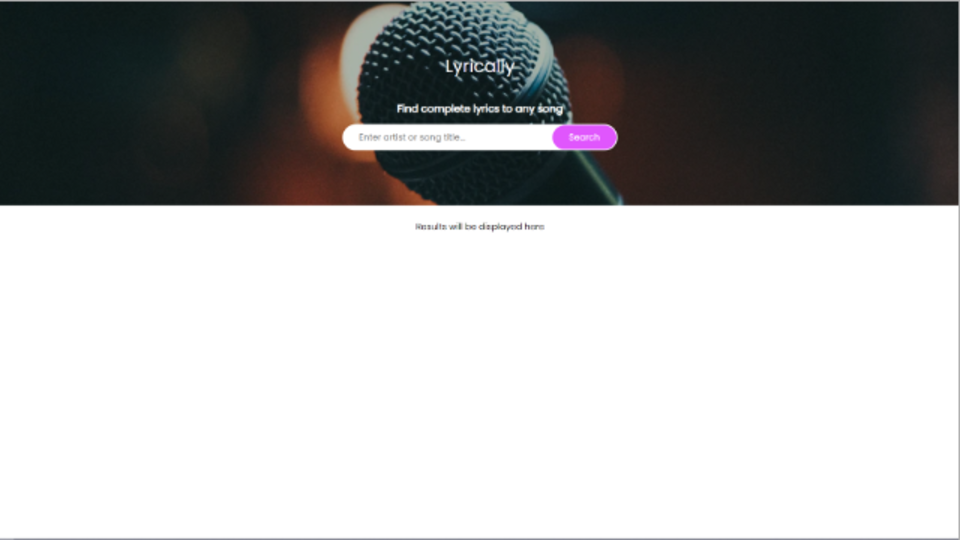 Lyrically
Find complete lyrics to any song
Enter artist or song title...
Search
Results will be displayed here